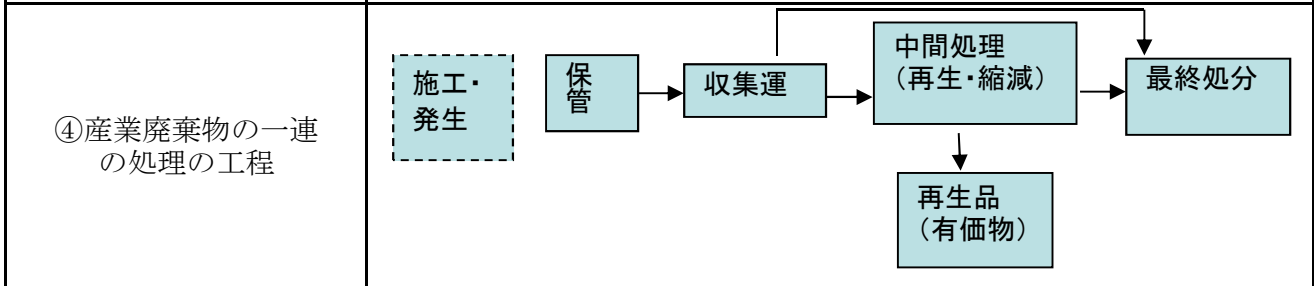 ④産業廃棄物の一連
の処理の工程
施工・
発生
保
管
収集運
中間処理
（再生・縮減）
最終処分
再生品
（有価物）